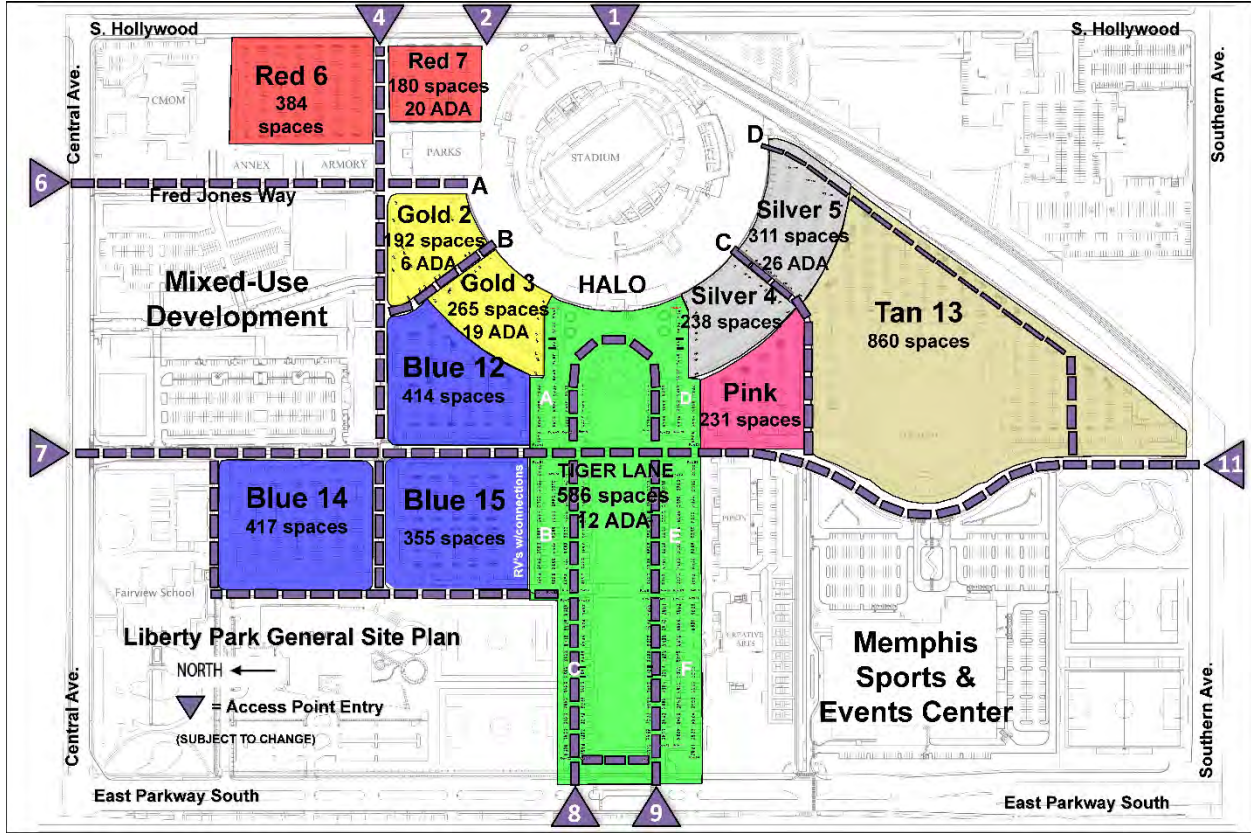 S. Hollywood
4
2
1
S. Hollywood
Central Ave.
Southern Ave.
CMOM
Red 6
384
spaces
Red 7
180 spaces
20 ADA
PARKS
STADIUM
ANNEX
ARMORY
D
6
Fred Jones Way
A
Gold 2
192 spaces
6 ADA
B
Silver 5
311 spaces
26 ADA
C
Mixed-Use
Development
Gold 3
265 spaces
19 ADA
HALO
Silver 4
238 spaces
Tan 13
860 spaces
Blue 12
414 spaces
A
D
Pink
231 spaces
7
11
TIGER LANE
586 spaces
12 ADA
Blue 14
417 spaces
Blue 15
355 spaces
RV's w/connections
B
E
PIPKIN
Fairview School
CREATIVE
ARTS
Liberty Park General Site Plan
NORTH
= Access Point Entry
(SUBJECT TO CHANGE)
C
F
Memphis
Sports &
Events Center
Central Ave.
Southern Ave.
East Parkway South
8
9
East Parkway South